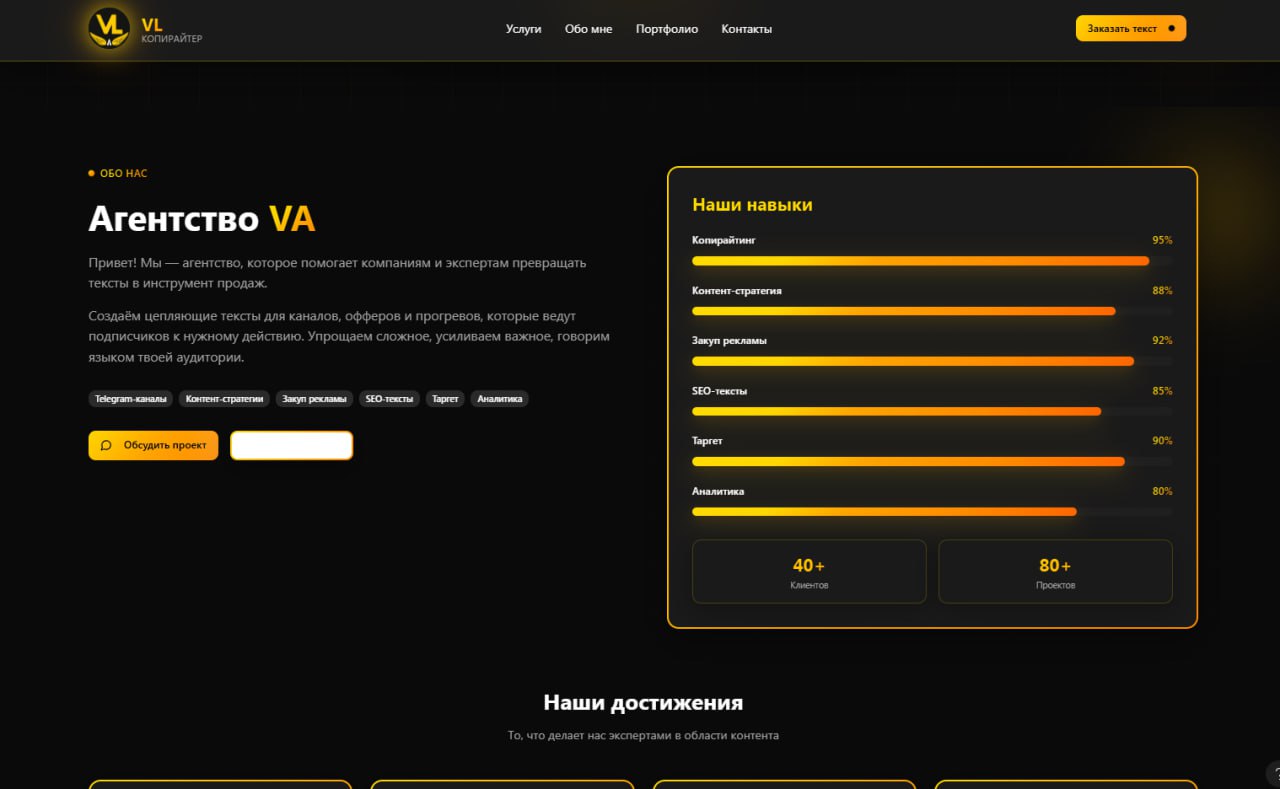 VL
VL
КОПИРАЙТЕР
Услуги
Обо мне
Портфолио
Контакты
Заказать текст
ОБО НАС
Агентство VA
Привет! Мы — агентство, которое помогает компаниям и экспертам превращать
тексты в инструмент продаж.
Создаём цепляющие тексты для каналов, офферов и прогревов, которые ведут
подписчиков к нужному действию. Упрощаем сложное, усиливаем важное, говорим
языком твоей аудитории.
Telegram-каналы
Контент-стратегии
Закуп рекламы
SEO-тексты
Таргет
Аналитика
Обсудить проект
Наши навыки
Копирайтинг 95%
Контент-стратегия 88%
Закуп рекламы 92%
SEO-тексты 85%
Таргет 90%
Аналитика 80%
40+
Клиентов
80+
Проектов
Наши достижения
То, что делает нас экспертами в области контента
?